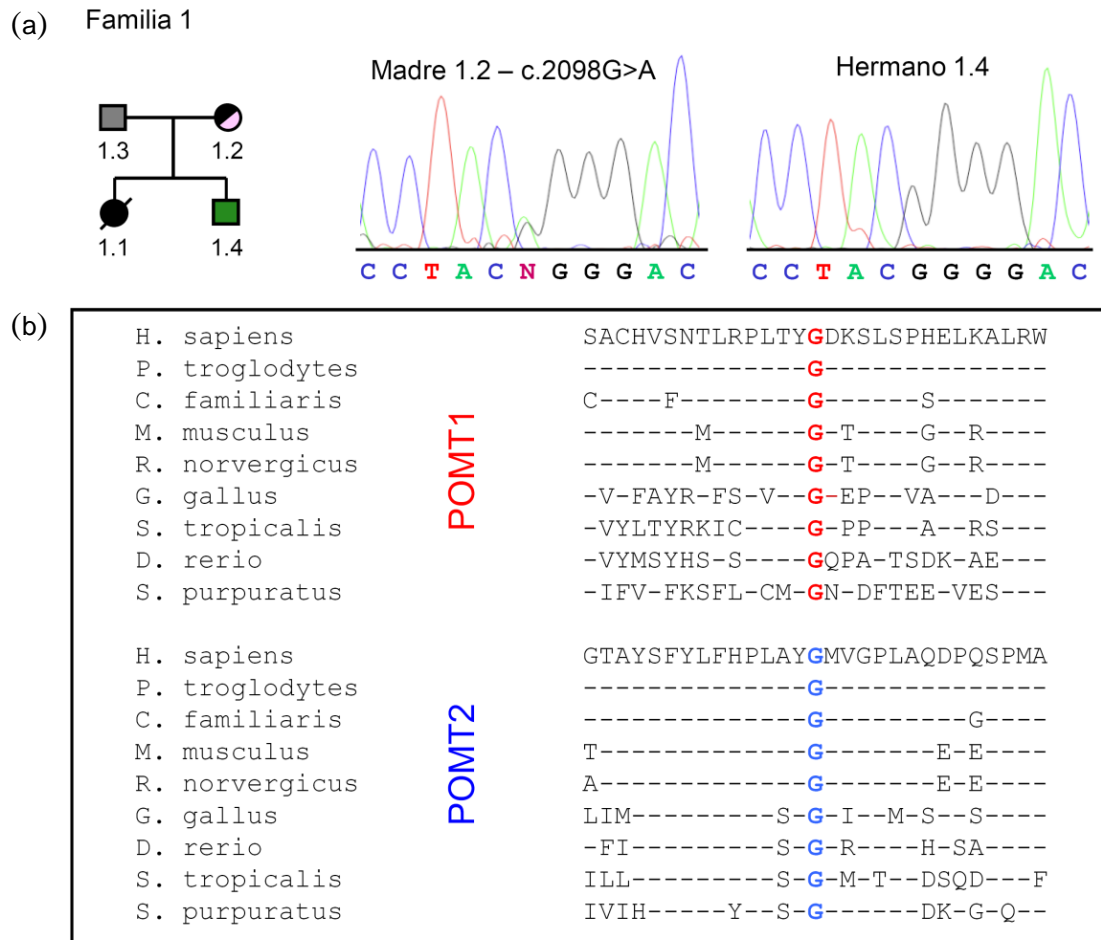 (a) Familia 1
Madre 1.2 – c.2098G>A
Hermano 1.4
1.3 1.2
1.1 1.4
C C T A C N G G G A C
C C T A C G G G G A C
(b)
POMT1
H. sapiens SACHVSNTLRPLTYGDKSLSPHELKALRW
P. troglodytes --------------G--------------
C. familiaris C----F--------G------S-------
M. musculus -------M------G-T----G--R----
R. norvergicus -------M------G-T----G--R----
G. gallus -V-FAYR-FS-V---G-EP--VA---D---
S. tropicalis -VYLTYRKIC----G-PP---A--RS---
D. rerio -VYMSYHS-S----GQPA-TSDK-AE---
S. purpuratus -IFV-FKSFL-CM-GN-DFTEE-VES---
POMT2
H. sapiens GTAYSFYLFHPLAYGMVGPLAQDPQSPMA
P. troglodytes --------------G--------------
C. familiaris --------------G---------G----
M. musculus T-------------G-------E-E----
R. norvergicus A-------------G-------E-E----
G. gallus LIM---------S-G-I--M-S--S----
D. rerio -FI---------S-G-R----H-SA----
S. tropicalis ILL---------S-G-M-T--DSQD---F
S. purpuratus IVIH-----Y--S-G------DK-G-Q--